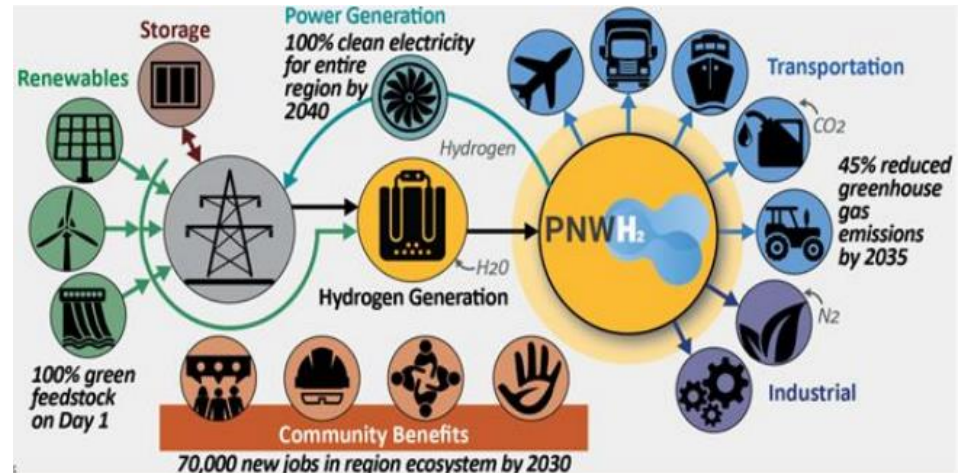 Power Generation
100% clean electricity
for entire
region by
2040
Storage
Renewables
Transportation
CO2
Hydrogen
45% reduced
greenhouse
gas
emissions
by 2035
PNWH2
H20
Hydrogen Generation
N2
100% green
feedstock
on Day 1
Industrial
Community Benefits
70,000 new jobs in region ecosystem by 2030